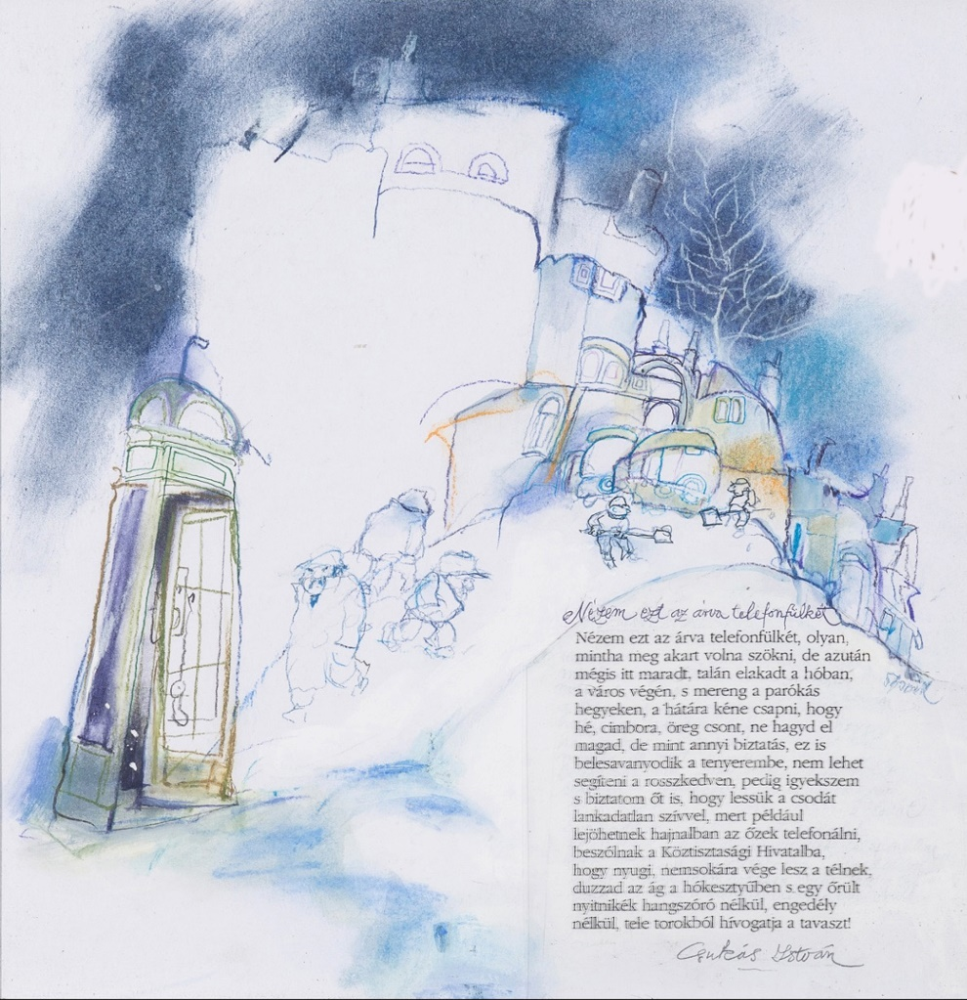 Nézem ezt az árva telefonfülkét
Nézem ezt az árva telefonfülkét, olyan,
mintha meg akart volna szökni, de azután
mégis itt maradt, talán elakadt a hóban,
a város végén, s mereng a parókás
hegyeken, a hátára kéne csapni, hogy
hé, cimbora, öreg csont, ne hagyd el
magad, de mint annyi biztatás, ez is
belesavanyodik a tenyerembe, nem lehet
segíteni a rosszkedven, pedig igyekszem
s biztatom őt is, hogy lessük a csodát
lankadatlan szívvel, mert például
lejöhetnek hajnalban az őzek telefonálni,
beszólnak a Köztisztasági Hivatalba,
hogy nyugi, nemsokára vége lesz a télnek,
duzzad az ág a hókesztyűben s egy őrült
nyitnikék hangszóró nélkül, engedély
nélkül, tele torokból hívogatja a tavaszt!
Csukás István